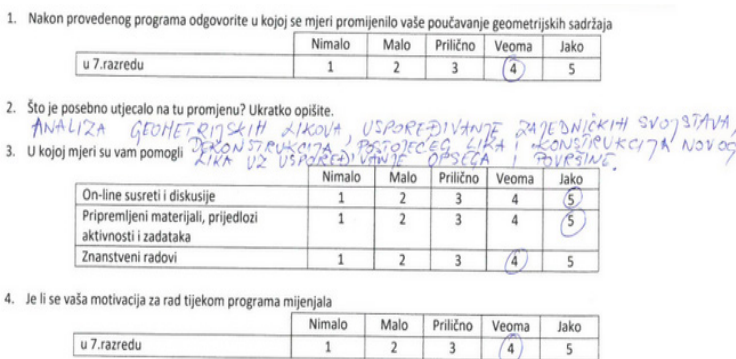 1. Nakon provedenog programa odgovorite u kojoj se mjeri promijenilo vaše poučavanje geometrijskih sadržaja
Nimalo Malo Prilično Veoma Jako
u 7.razredu 1 2 3 4 5
2. Što je posebno utjecalo na tu promjenu? Ukratko opišite.
ANALIZA GEOMETRIJSKIH LIKOVA, USPOREĐIVANJE ZAJEDNIČKIH SVOJSTAVA,
DEKONSTRUKCIJA POSTOJEĆEG LIKA I KONSTRUKCIJA NOVOG
LIKA UZ USPOREĐIVANJE OPSEGA I POVRŠINE.
3. U kojoj mjeri su vam pomogli
Nimalo Malo Prilično Veoma Jako
On-line susreti i diskusije 1 2 3 4 5
Pripremljeni materijali, prijedlozi 1 2 3 4 5
aktivnosti i zadataka
Znanstveni radovi 1 2 3 4 5
4. Je li se vaša motivacija za rad tijekom programa mijenjala
Nimalo Malo Prilično Veoma Jako
u 7.razredu 1 2 3 4 5